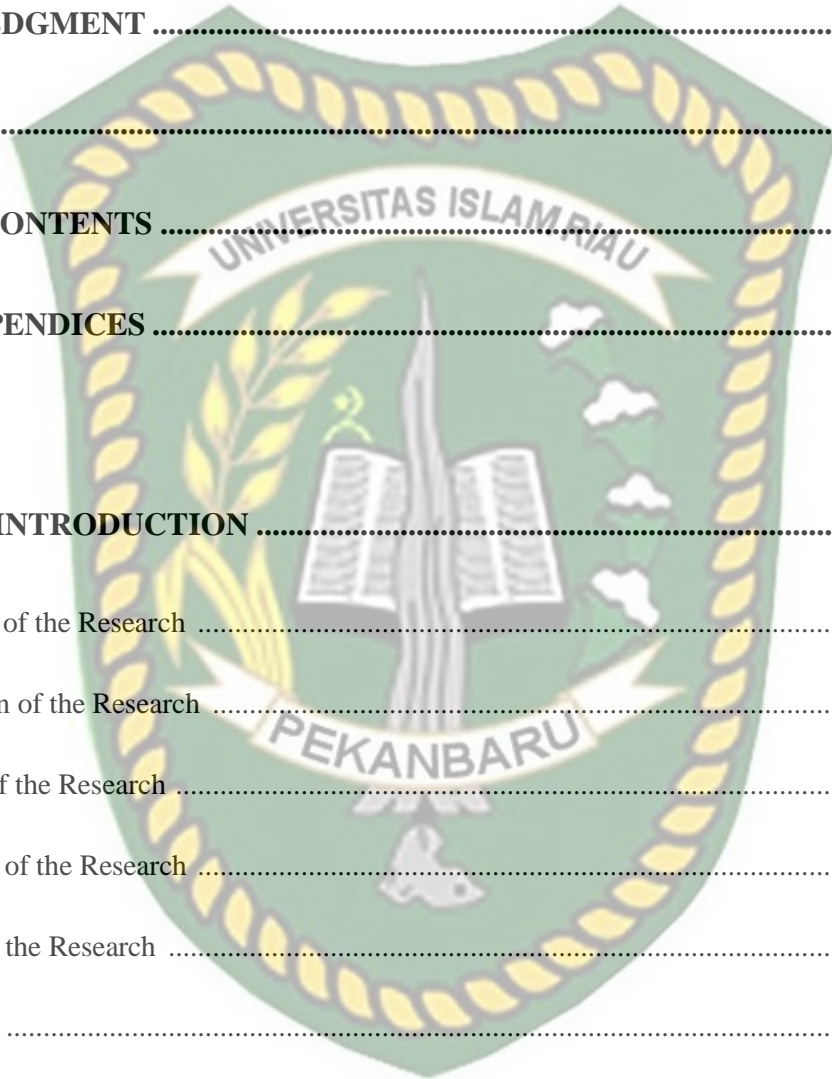 DGMENT ........................................................................
........................................................................
ONTENTS ........................................................................
UNIVERSITAS ISLAM RIAU
PENDICES ........................................................................
INTRODUCTION ........................................................................
of the Research ........................................................................
n of the Research ........................................................................
PEKANBARU
f the Research ........................................................................
of the Research ........................................................................
the Research ........................................................................
........................................................................